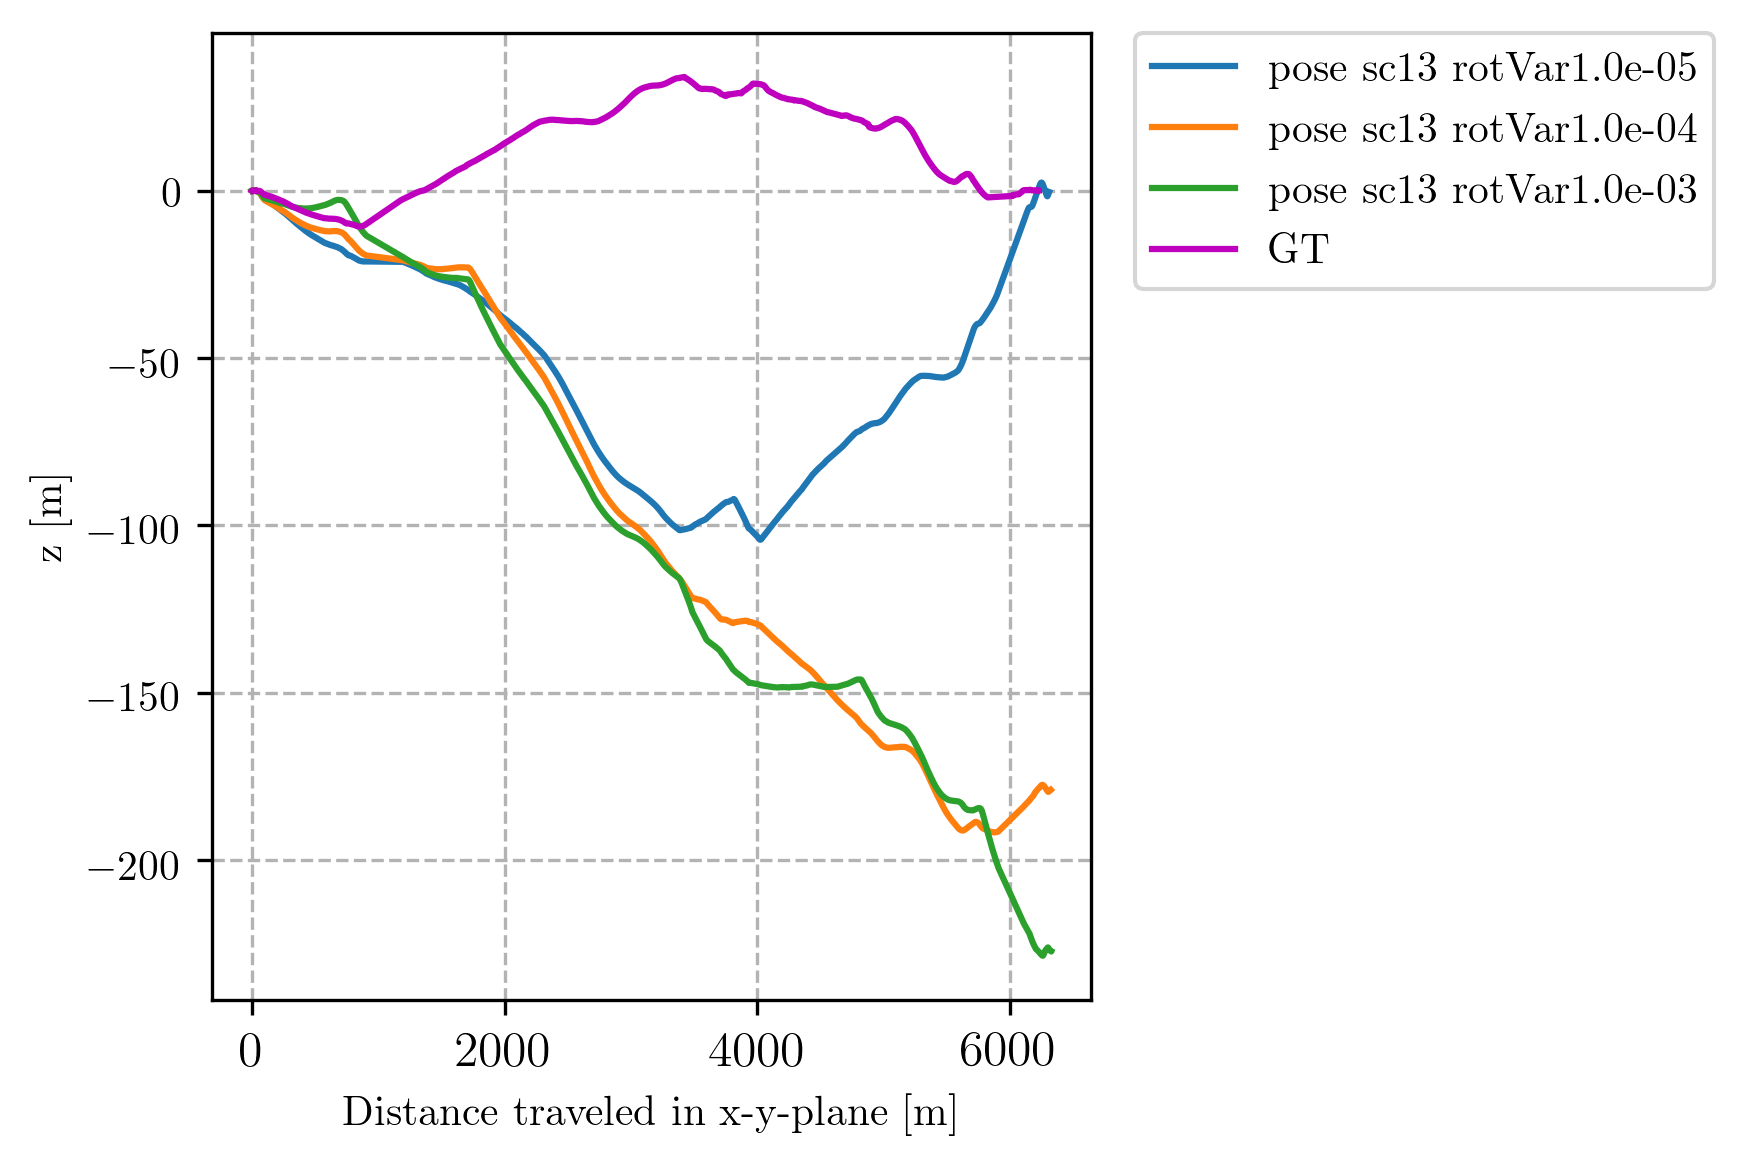 pose sc13 rotVar1.0e-05
pose sc13 rotVar1.0e-04
pose sc13 rotVar1.0e-03
GT
0
−50
−100
−150
−200
z [m]
0 2000 4000 6000
Distance traveled in x-y-plane [m]